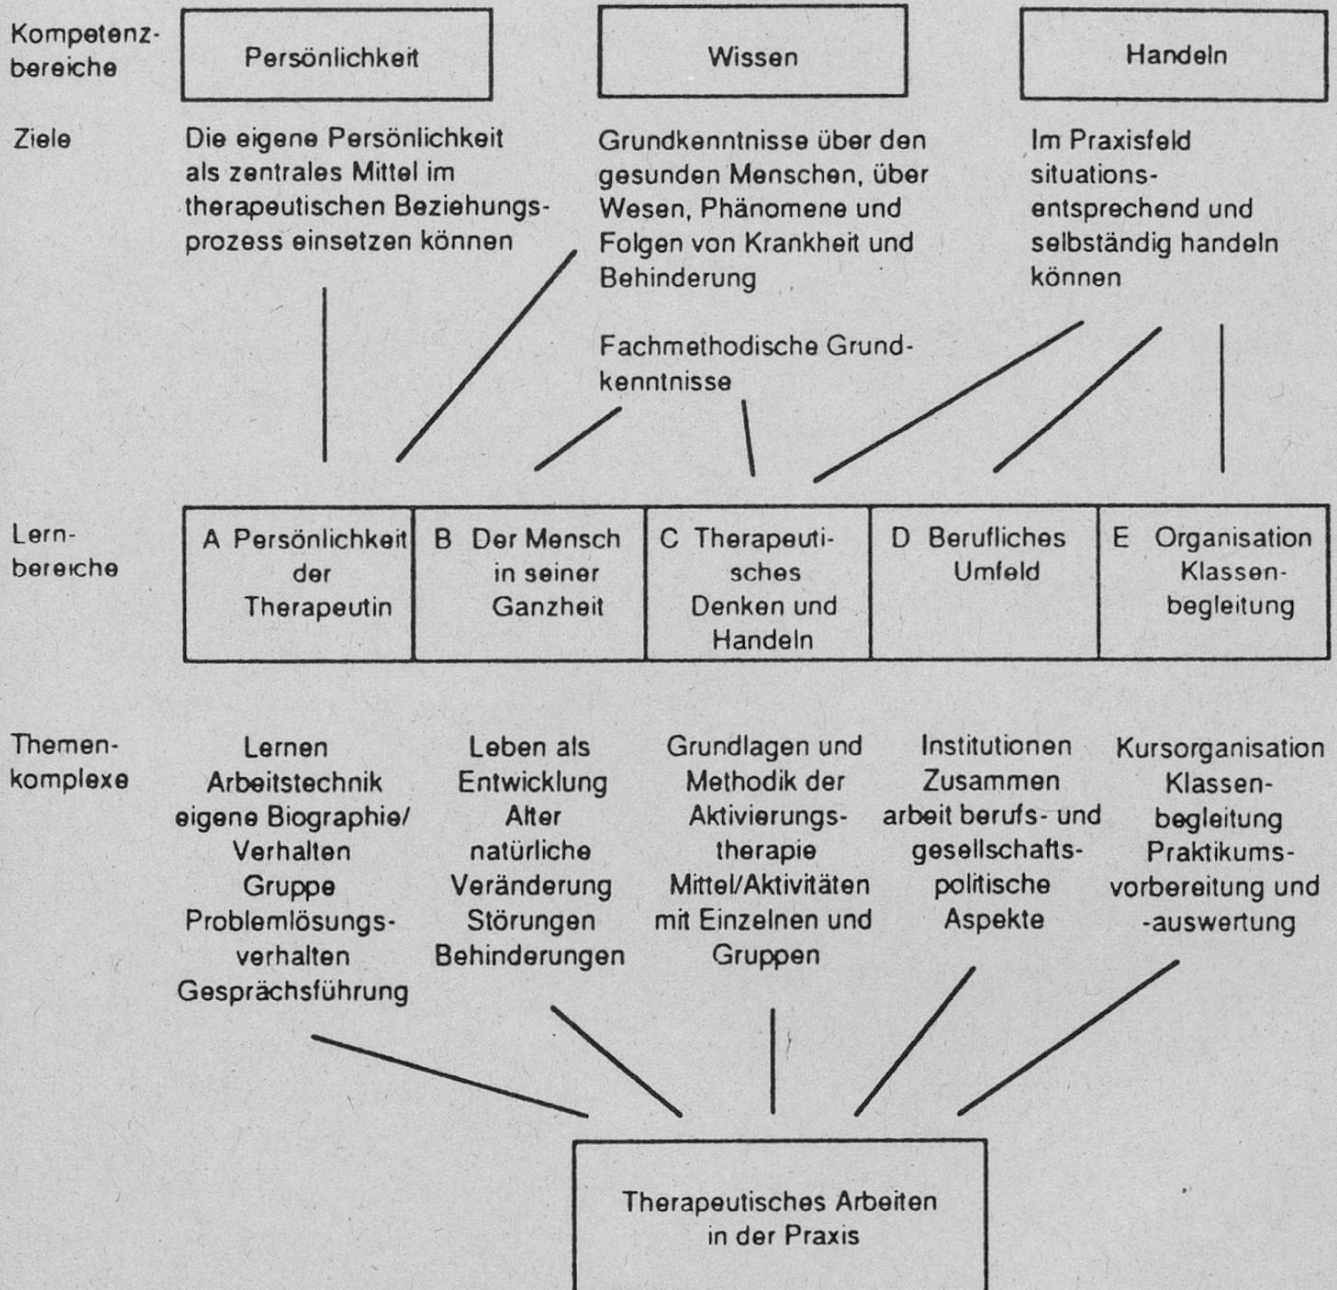 Kompetenz-
bereiche
Persönlichkeit
Wissen
Handeln
Ziele
Die eigene Persönlichkeit
als zentrales Mittel im
therapeutischen Beziehungs-
prozess einsetzen können
Grundkenntnisse über den
gesunden Menschen, über
Wesen, Phänomene und
Folgen von Krankheit und
Behinderung
Fachmethodische Grund-
kenntnisse
Im Praxisfeld
situations-
entsprechend und
selbständig handeln
können
Lern-
bereiche
A Persönlichkeit
der
Therapeutin
B Der Mensch
in seiner
Ganzheit
C Therapeuti-
sches
Denken und
Handeln
D Berufliches
Umfeld
E Organisation
Klassen-
begleitung
Themen-
komplexe
Lernen
Arbeitstechnik
eigene Biographie/
Verhalten
Gruppe
Problemlösungs-
verhalten
Gesprächsführung
Leben als
Entwicklung
Alter
natürliche
Veränderung
Störungen
Behinderungen
Grundlagen und
Methodik der
Aktivierungs-
therapie
Mittel/Aktivitäten
mit Einzelnen und
Gruppen
Institutionen
Zusammen
arbeit berufs- und
gesellschafts-
politische
Aspekte
Kursorganisation
Klassen-
begleitung
Praktikums-
vorbereitung und
-auswertung
Therapeutisches Arbeiten
in der Praxis